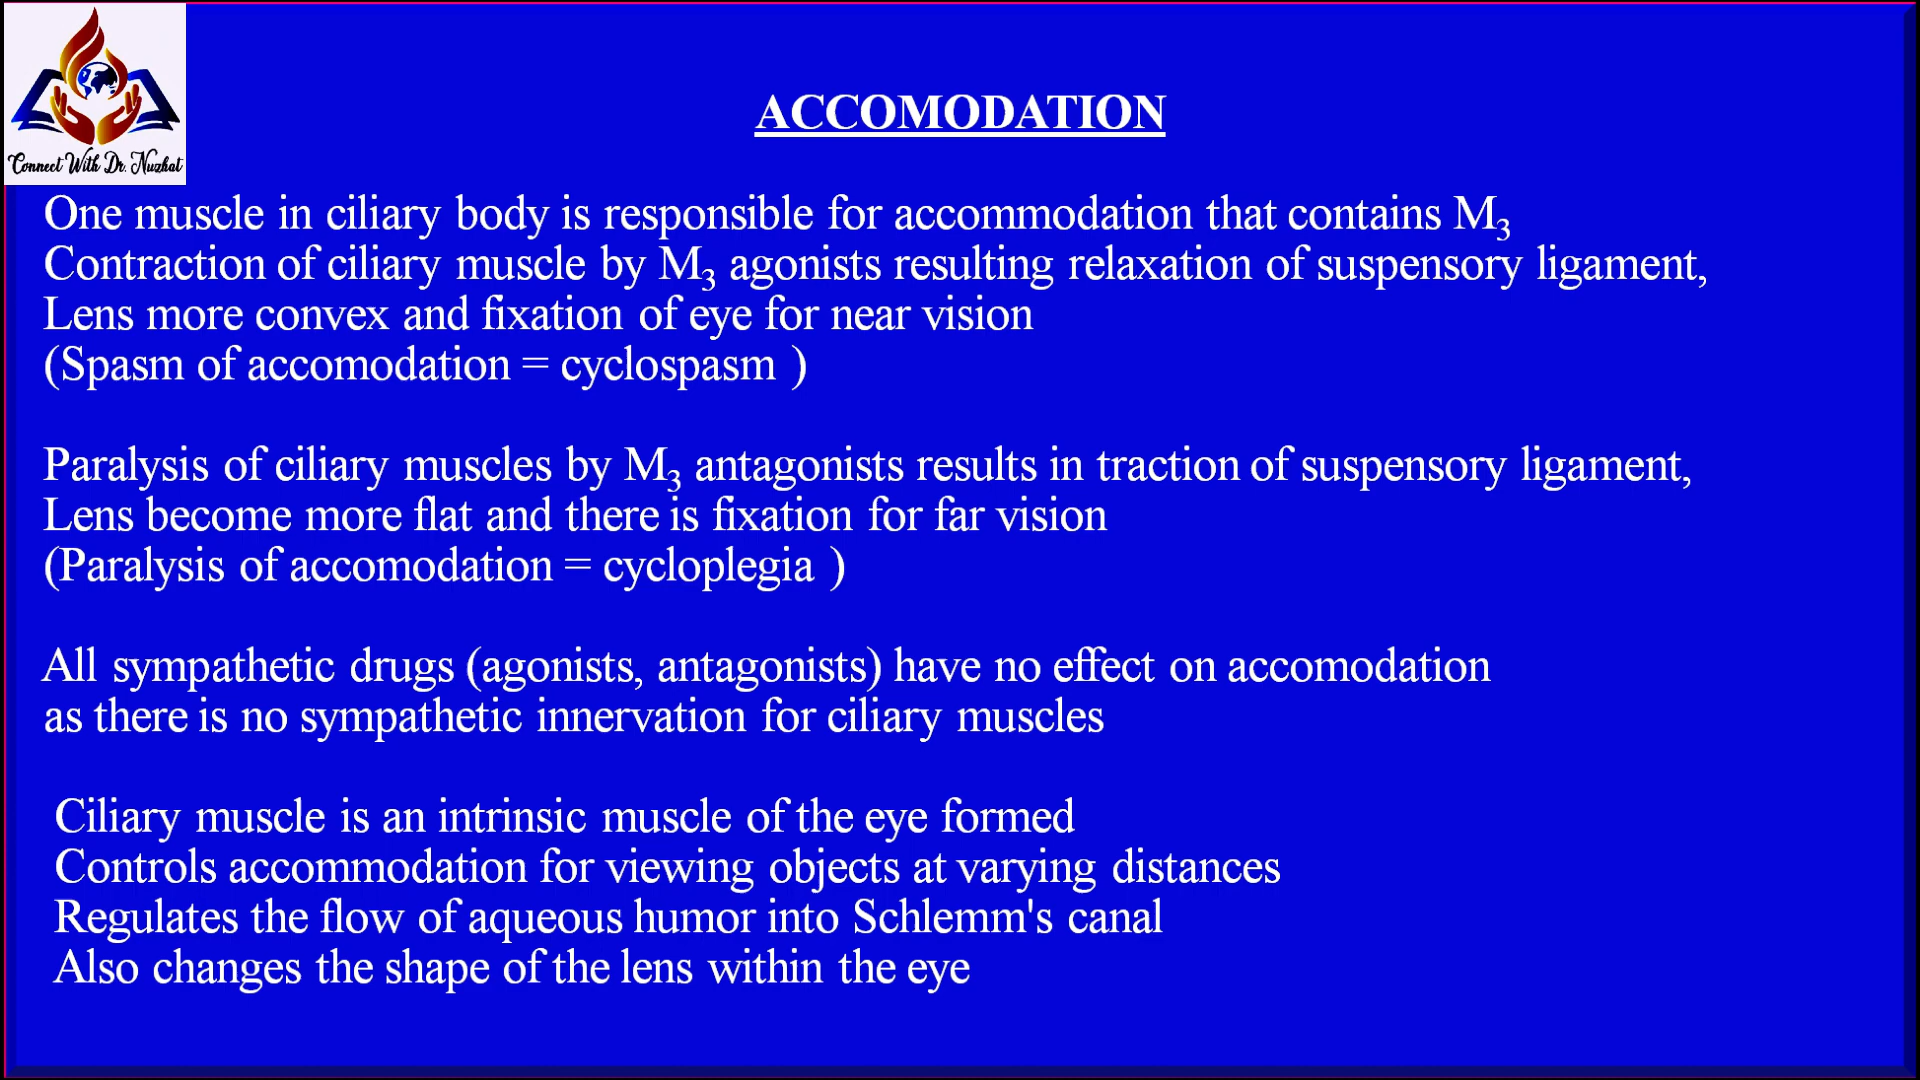 Connect With Dr. Nuzhat
ACCOMODATION
One muscle in ciliary body is responsible for accommodation that contains M₃
Contraction of ciliary muscle by M₃ agonists resulting relaxation of suspensory ligament,
Lens more convex and fixation of eye for near vision
(Spasm of accomodation = cyclospasm )
Paralysis of ciliary muscles by M₃ antagonists results in traction of suspensory ligament,
Lens become more flat and there is fixation for far vision
(Paralysis of accomodation = cycloplegia )
All sympathetic drugs (agonists, antagonists) have no effect on accomodation
as there is no sympathetic innervation for ciliary muscles
Ciliary muscle is an intrinsic muscle of the eye formed
Controls accommodation for viewing objects at varying distances
Regulates the flow of aqueous humor into Schlemm's canal
Also changes the shape of the lens within the eye